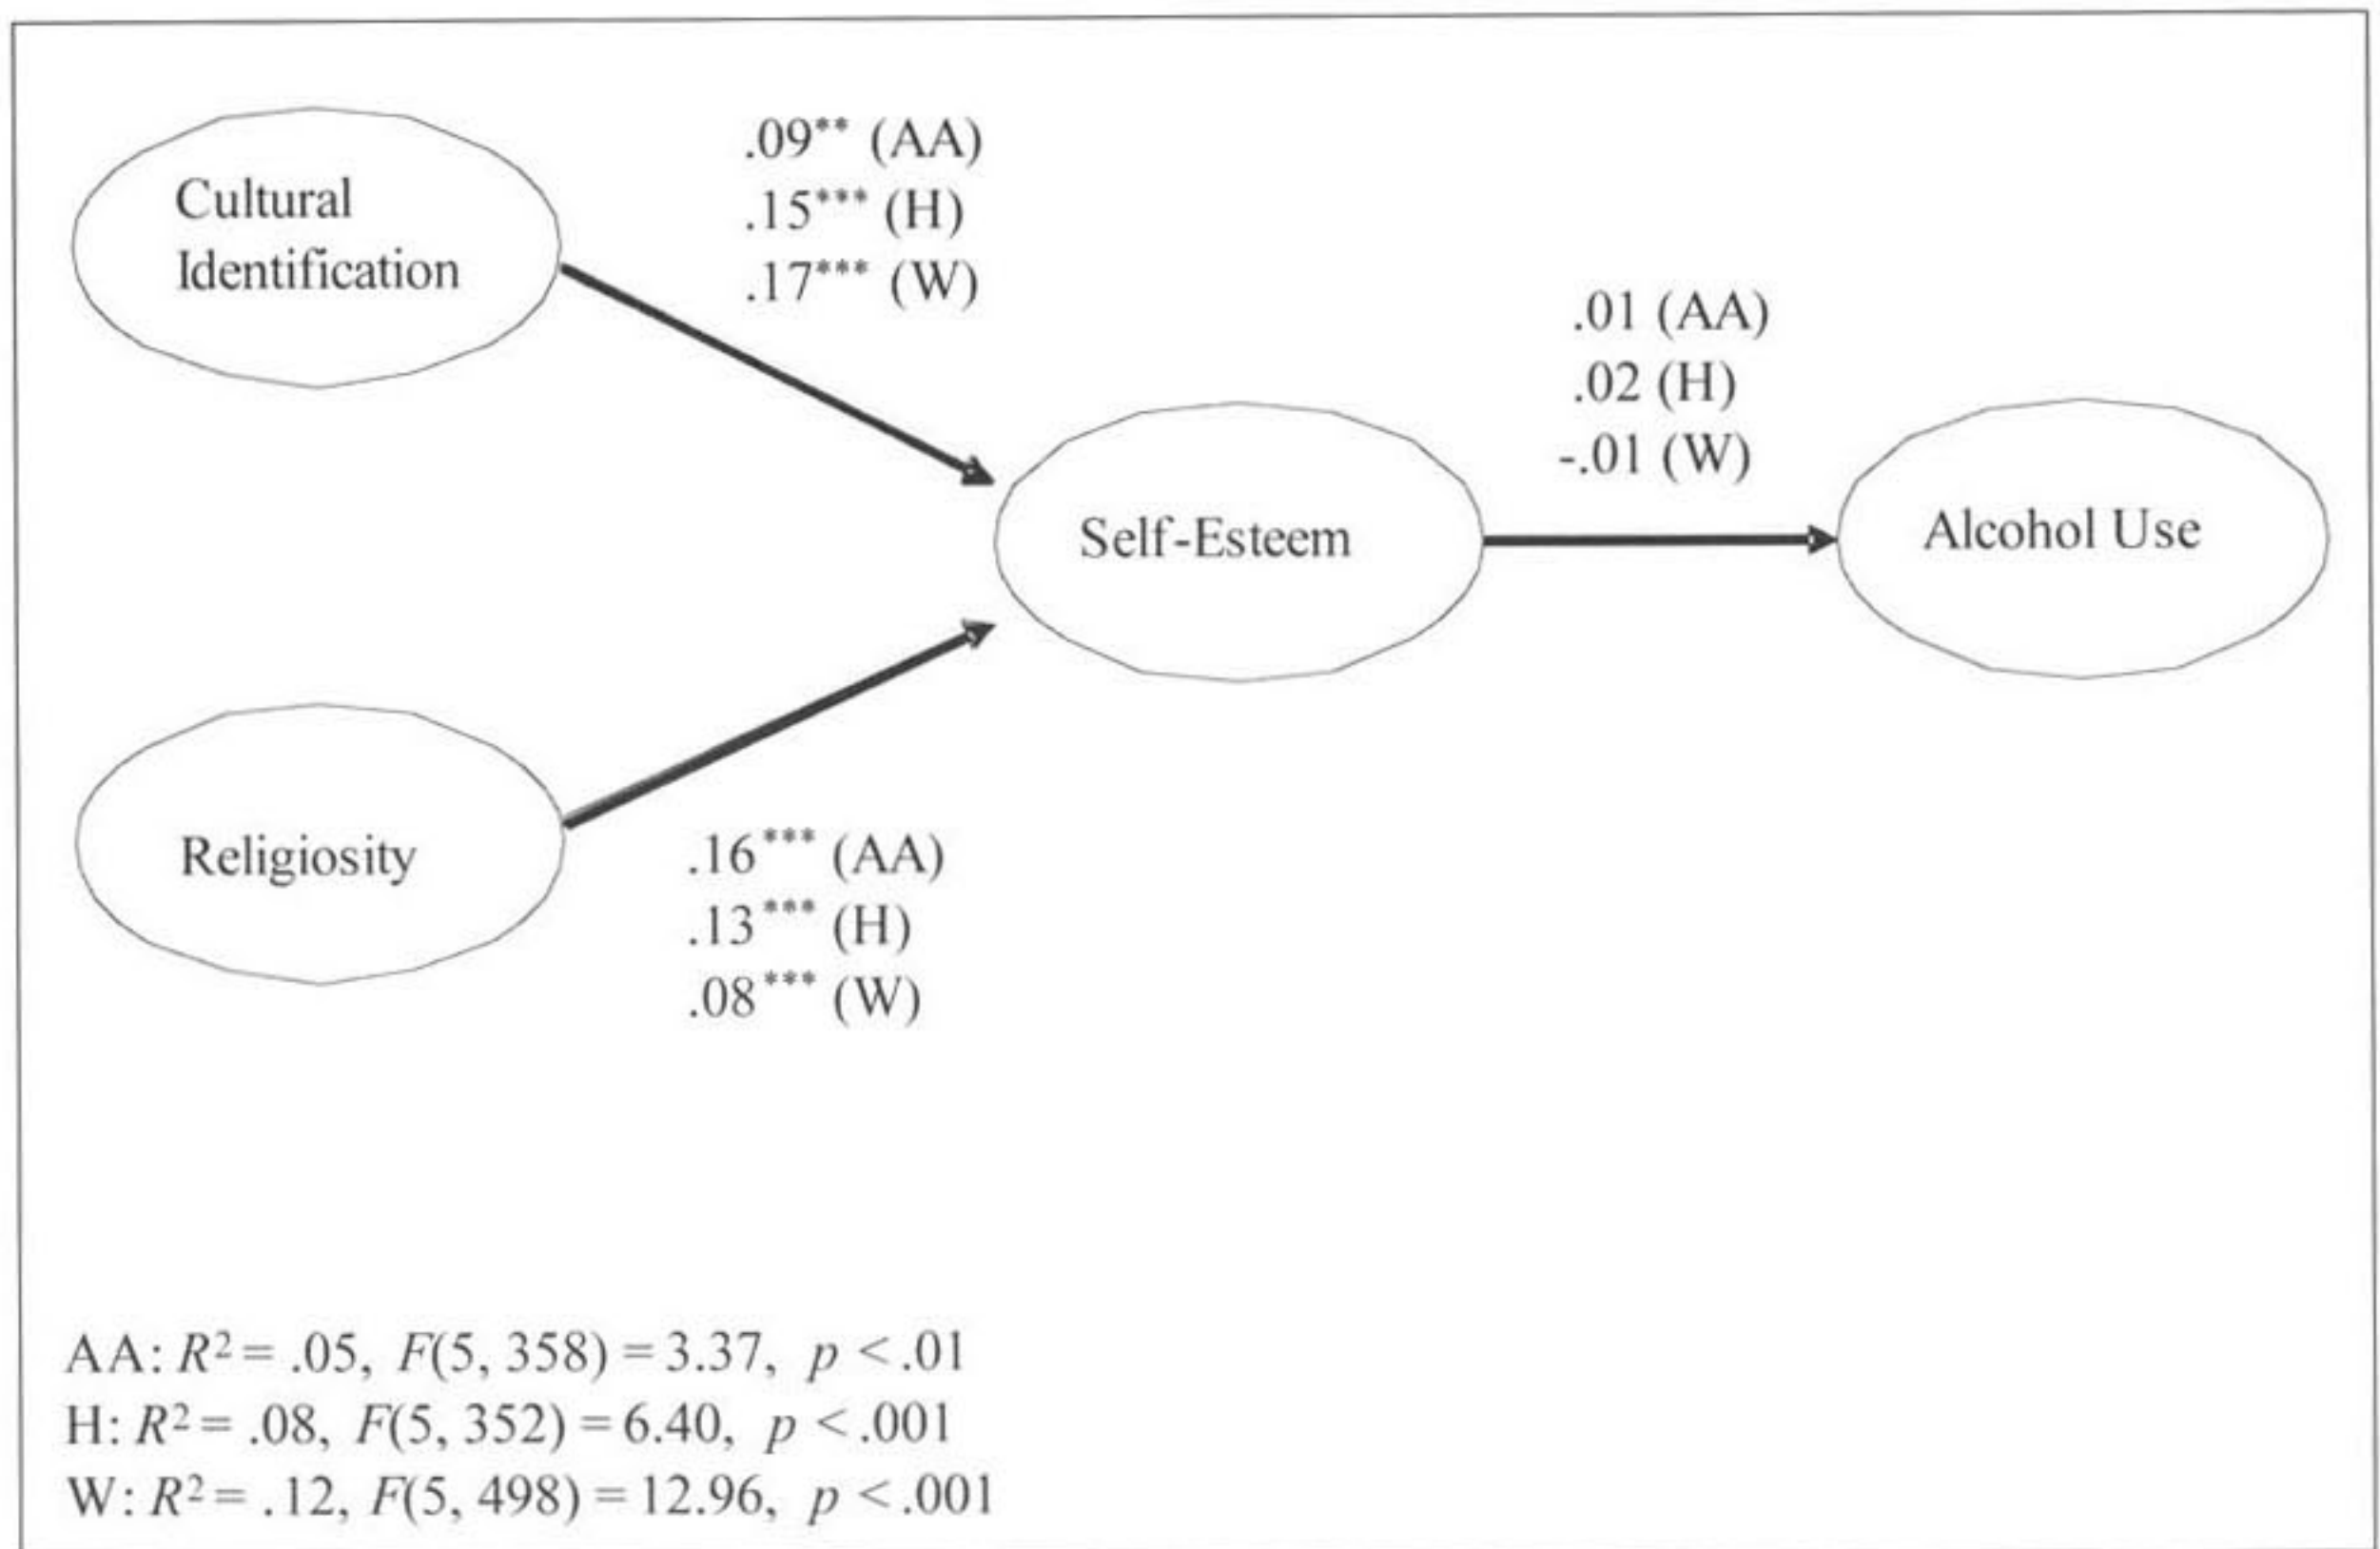 Cultural
Identification
.09** (AA)
.15*** (H)
.17*** (W)
.01 (AA)
.02 (H)
-.01 (W)
Self-Esteem
Alcohol Use
Religiosity
.16*** (AA)
.13*** (H)
.08*** (W)
AA: R² = .05, F(5, 358) = 3.37, p < .01
H: R² = .08, F(5, 352) = 6.40, p < .001
W: R² = .12, F(5, 498) = 12.96, p < .001